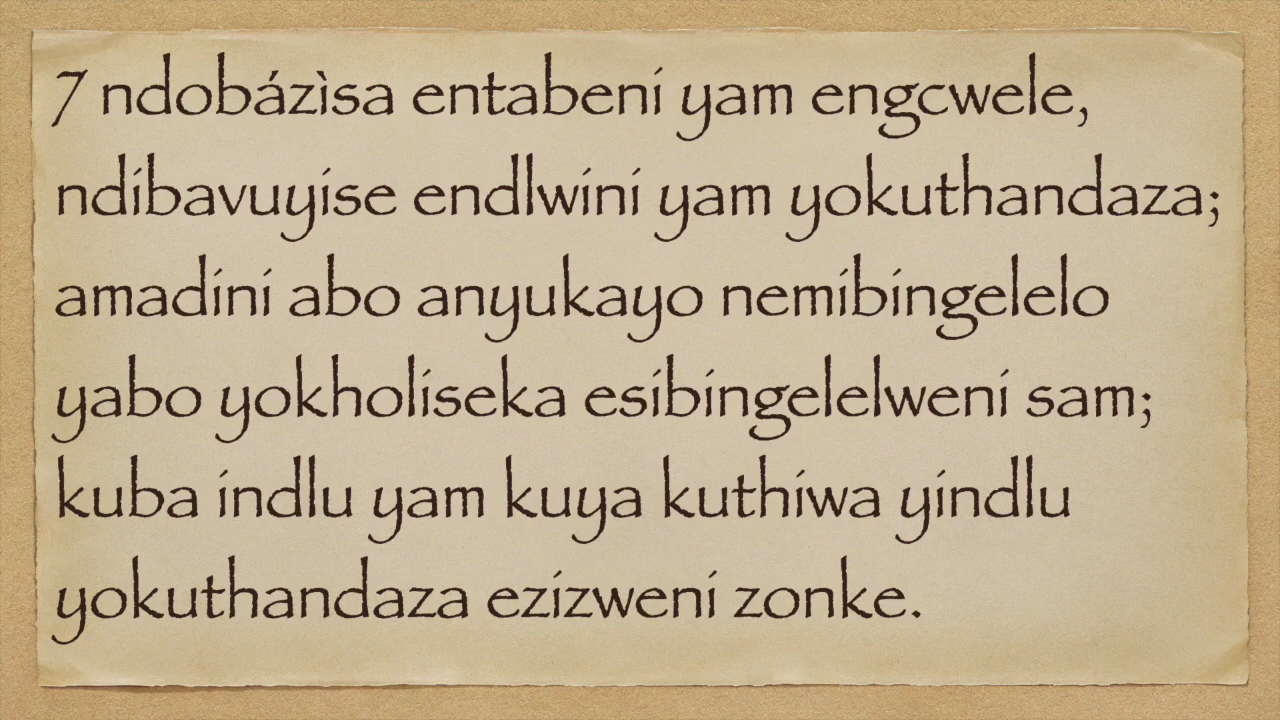 7 ndobázìsa entabeni yam engcwele,
ndibavuyise endlwini yam yokuthandaza;
amadini abo anyukayo nemibingelelo
yabo yokholiseka esibingelelweni sam;
kuba indlu yam kuya kuthiwa yindlu
yokuthandaza ezizweni zonke.